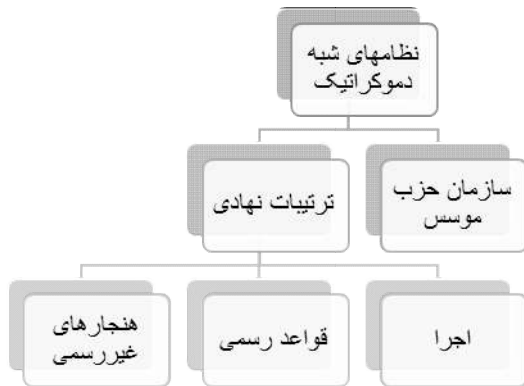 نظامهای شبه
دموکراتیک
سازمان حزب
موسس
ترتیبات نهادی
اجرا
قواعد رسمی
هنجارهای
غیررسمی